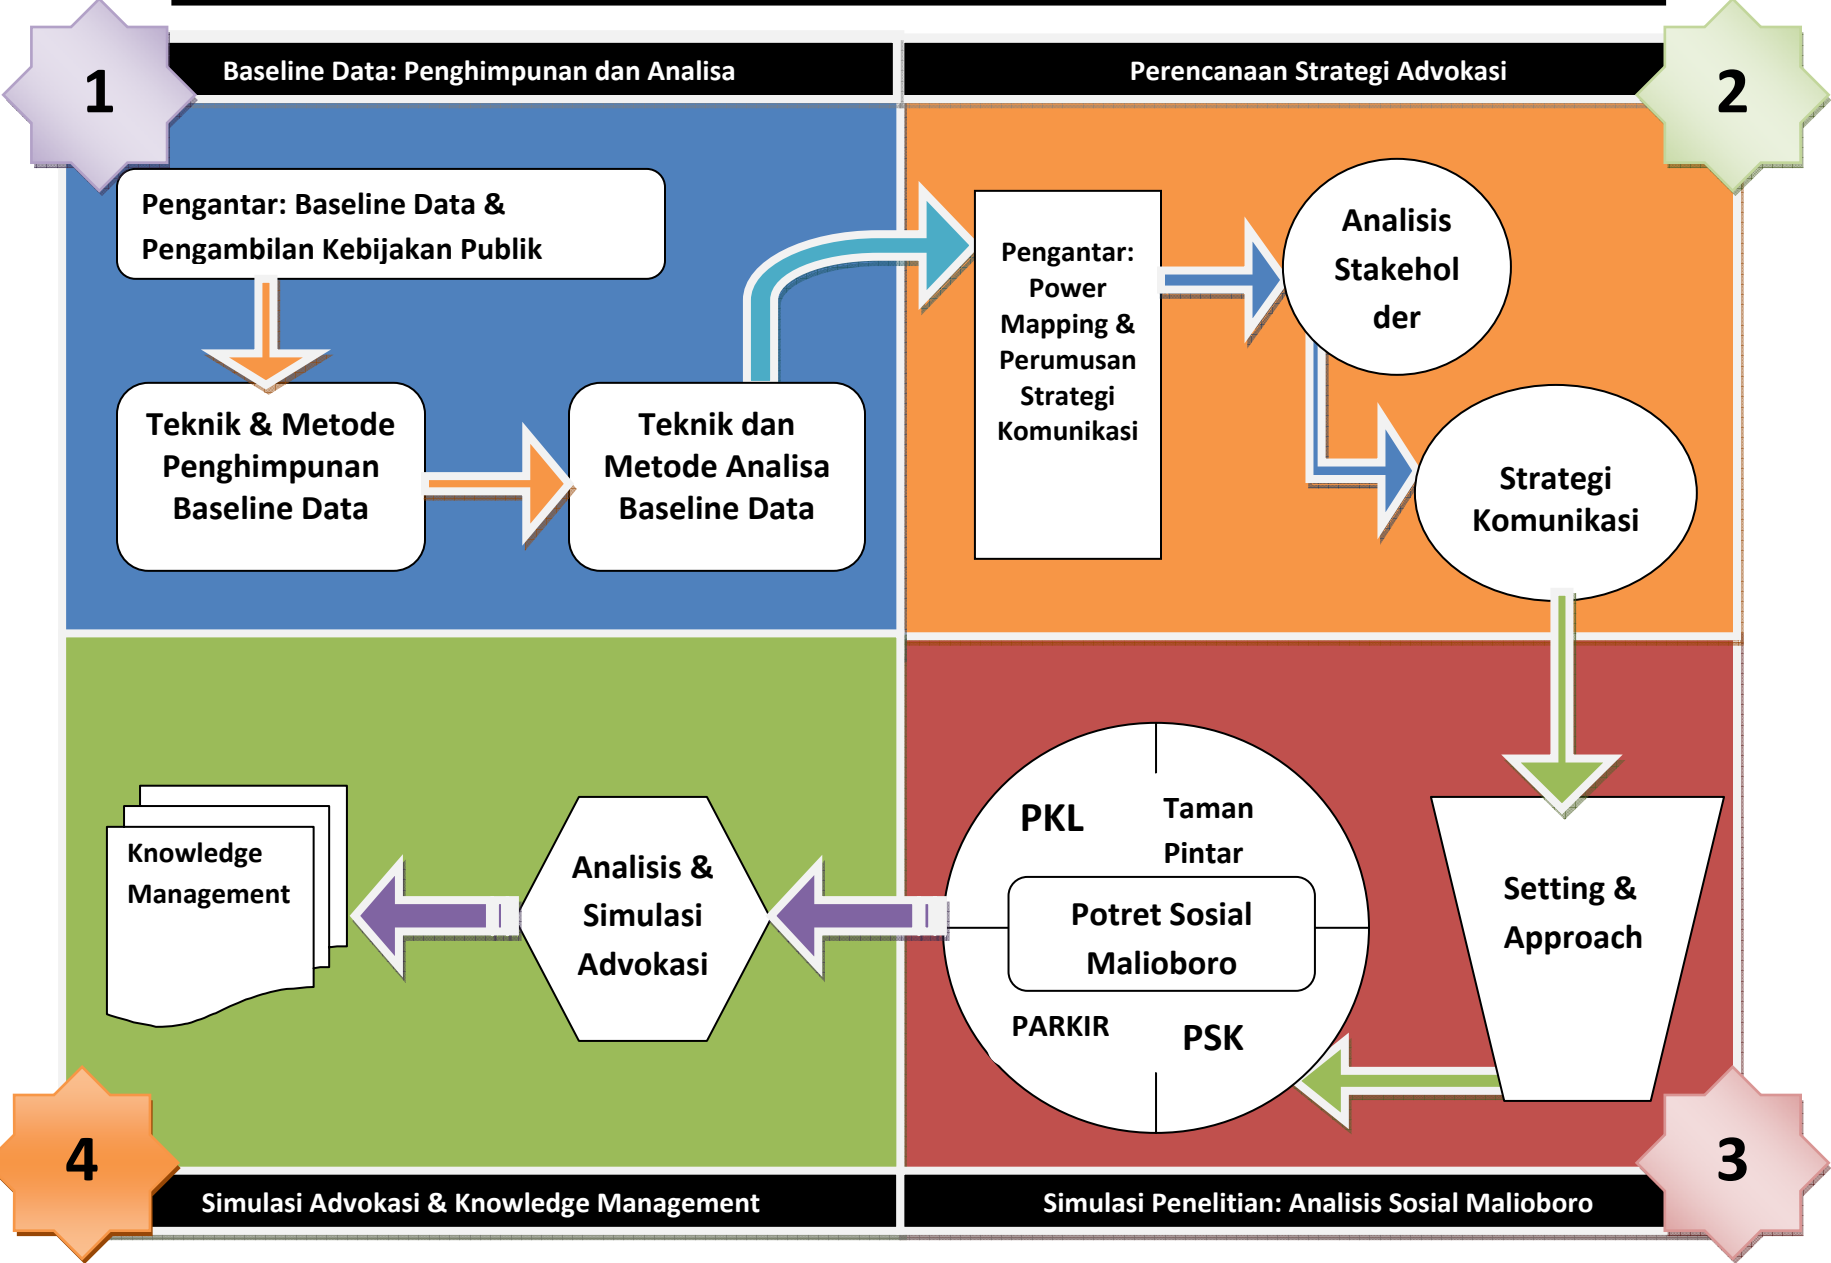 1
Baseline Data: Penghimpunan dan Analisa
Pengantar: Baseline Data &
Pengambilan Kebijakan Publik
Teknik & Metode
Penghimpunan
Baseline Data
Teknik dan
Metode Analisa
Baseline Data
Perencanaan Strategi Advokasi
2
Pengantar:
Power
Mapping &
Perumusan
Strategi
Komunikasi
Analisis
Stakehol
der
Strategi
Komunikasi
Setting &
Approach
PKL
Taman
Pintar
Potret Sosial
Malioboro
PARKIR
PSK
3
Simulasi Penelitian: Analisis Sosial Malioboro
Analisis &
Simulasi
Advokasi
Knowledge
Management
4
Simulasi Advokasi & Knowledge Management